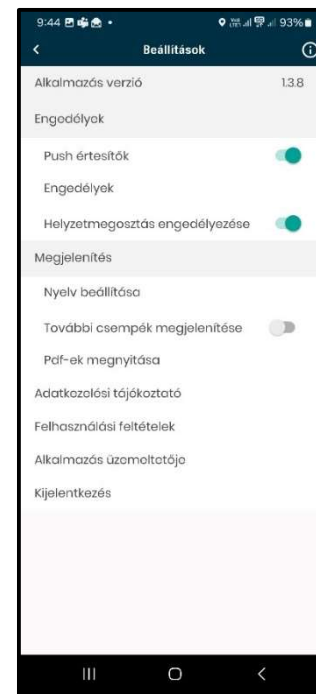 9:44 93%
Beállítások
Alkalmazás verzió 1.3.8
Engedélyek
Push értesítők
Engedélyek
Helyzetmegosztás engedélyezése
Megjelenítés
Nyelv beállítása
További csempék megjelenítése
Pdf-ek megnyitása
Adatkezelési tájékoztató
Felhasználási feltételek
Alkalmazás üzemeltetője
Kijelentkezés